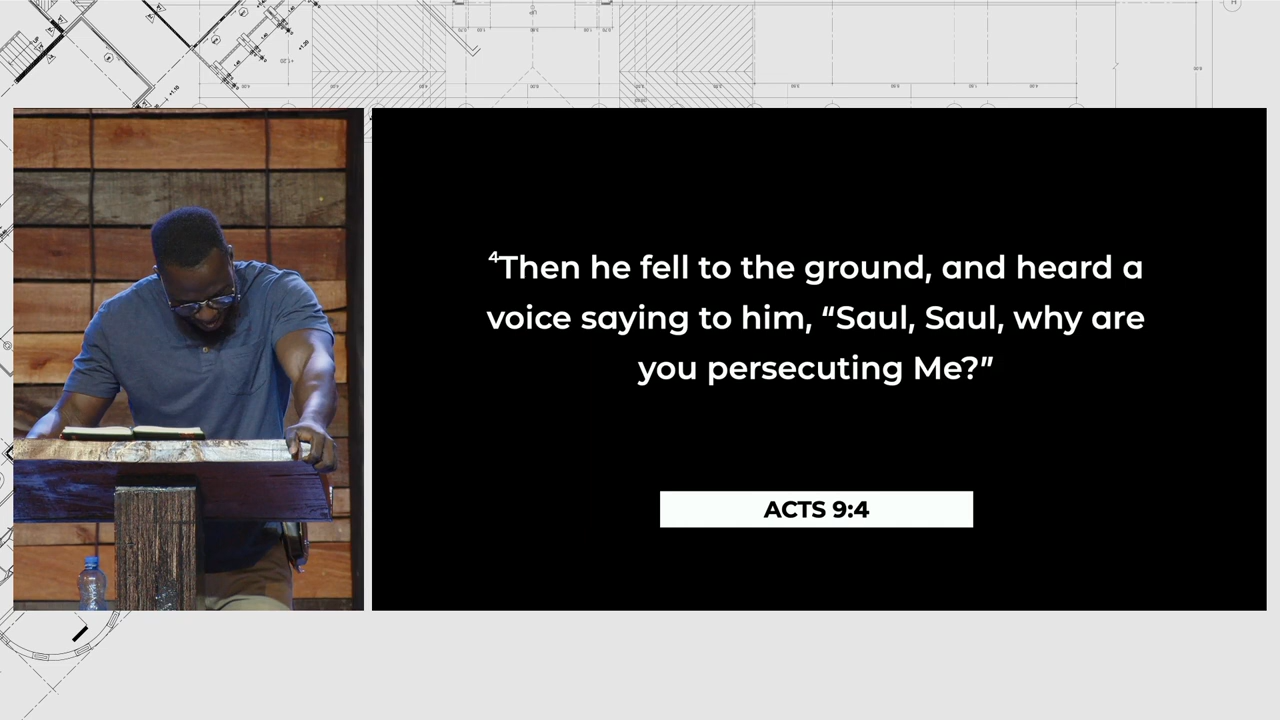 ⁴Then he fell to the ground, and heard a
voice saying to him, “Saul, Saul, why are
you persecuting Me?”
ACTS 9:4